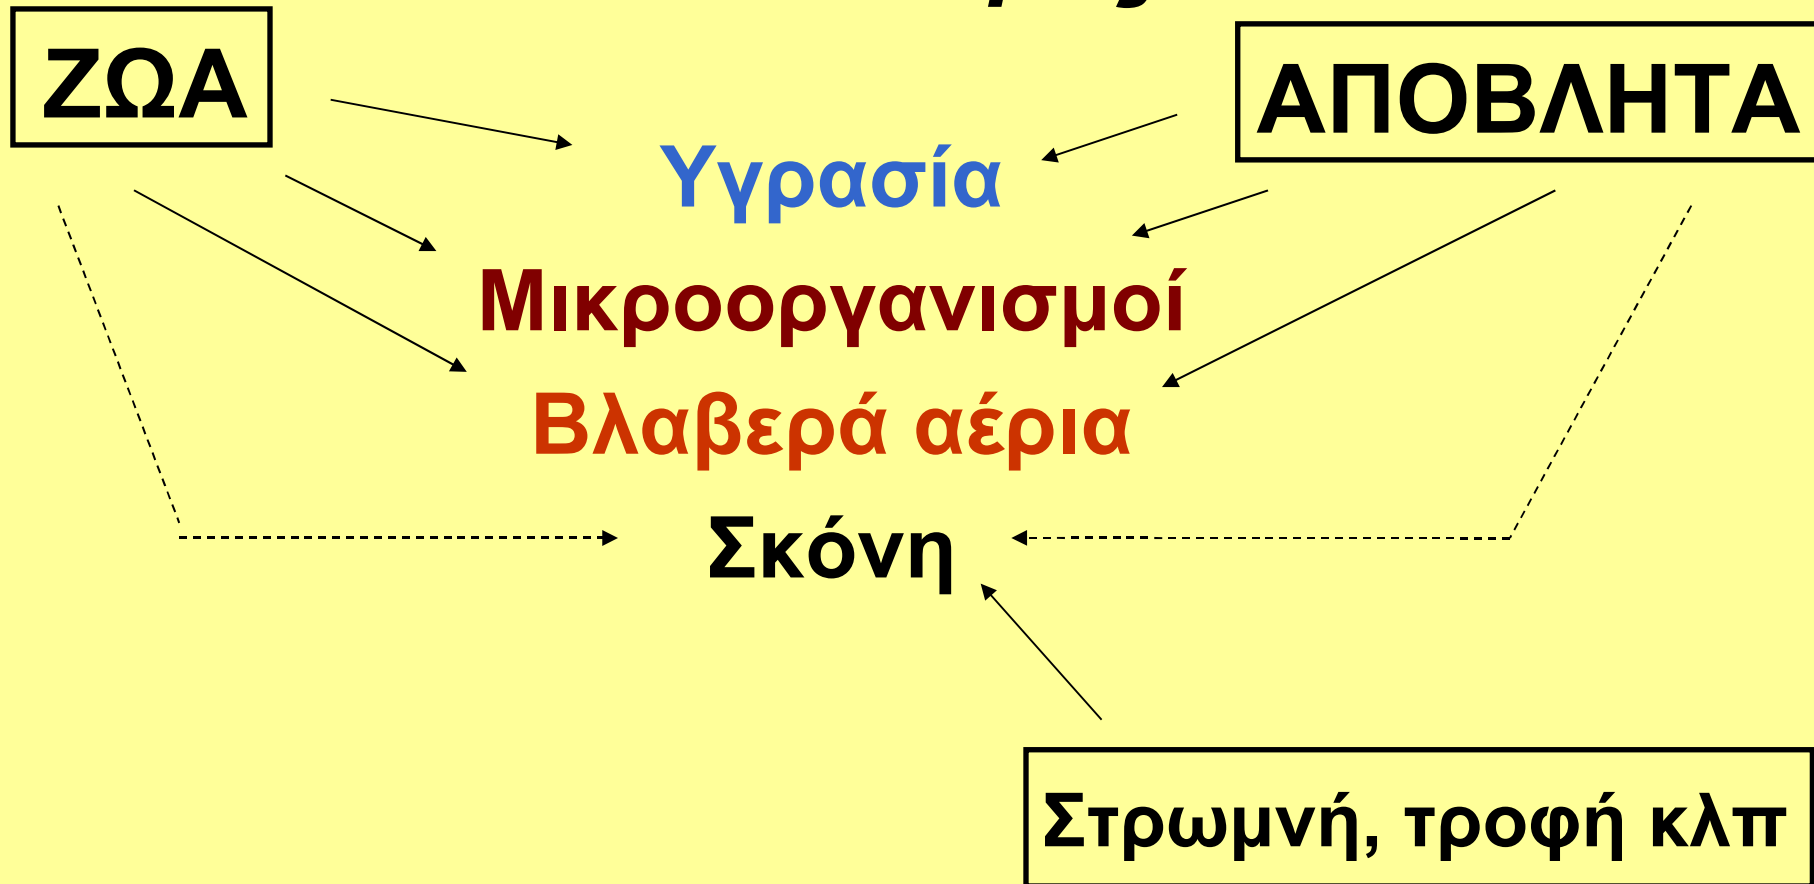 ΖΩΑ
ΑΠΟΒΛΗΤΑ
Υγρασία
Μικροοργανισμοί
Βλαβερά αέρια
Σκόνη
Στρωμνή, τροφή κλπ